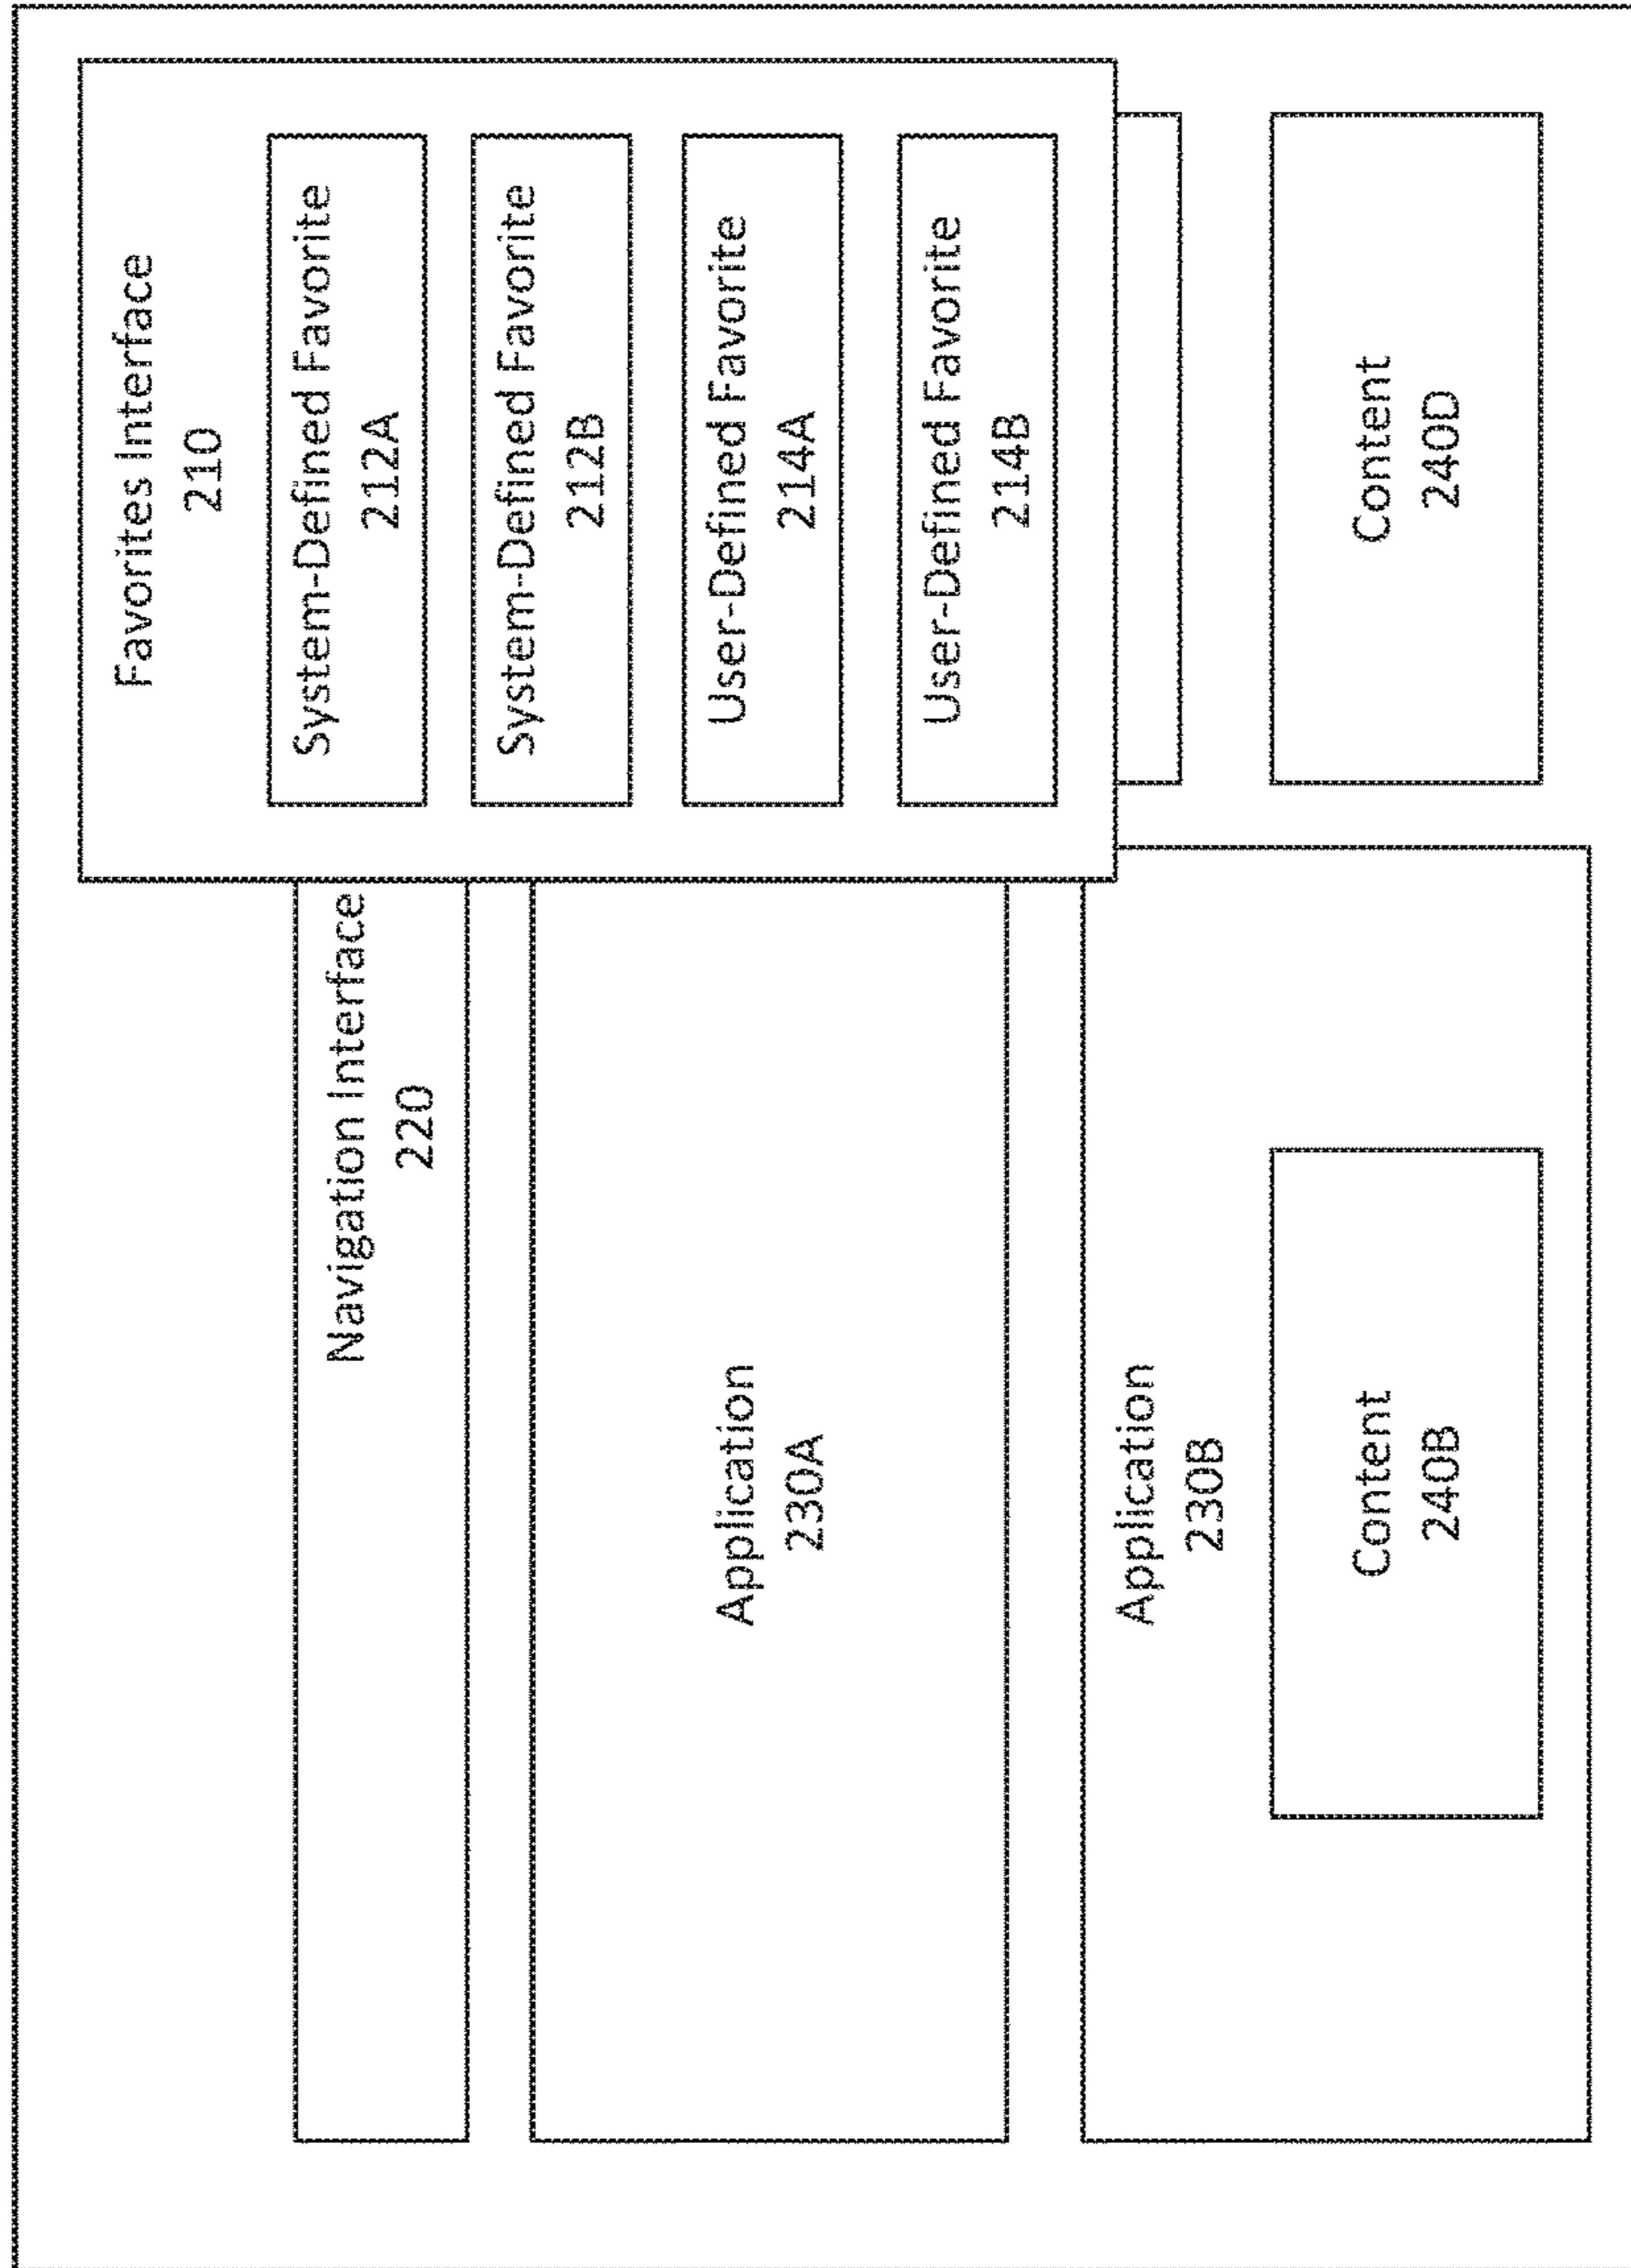 Favorites Interface
210
System-Defined Favorite
212A
System-Defined Favorite
212B
User-Defined Favorite
214A
User-Defined Favorite
214B
Navigation Interface
220
Application
230A
Application
230B
Content
240B
Content
240D